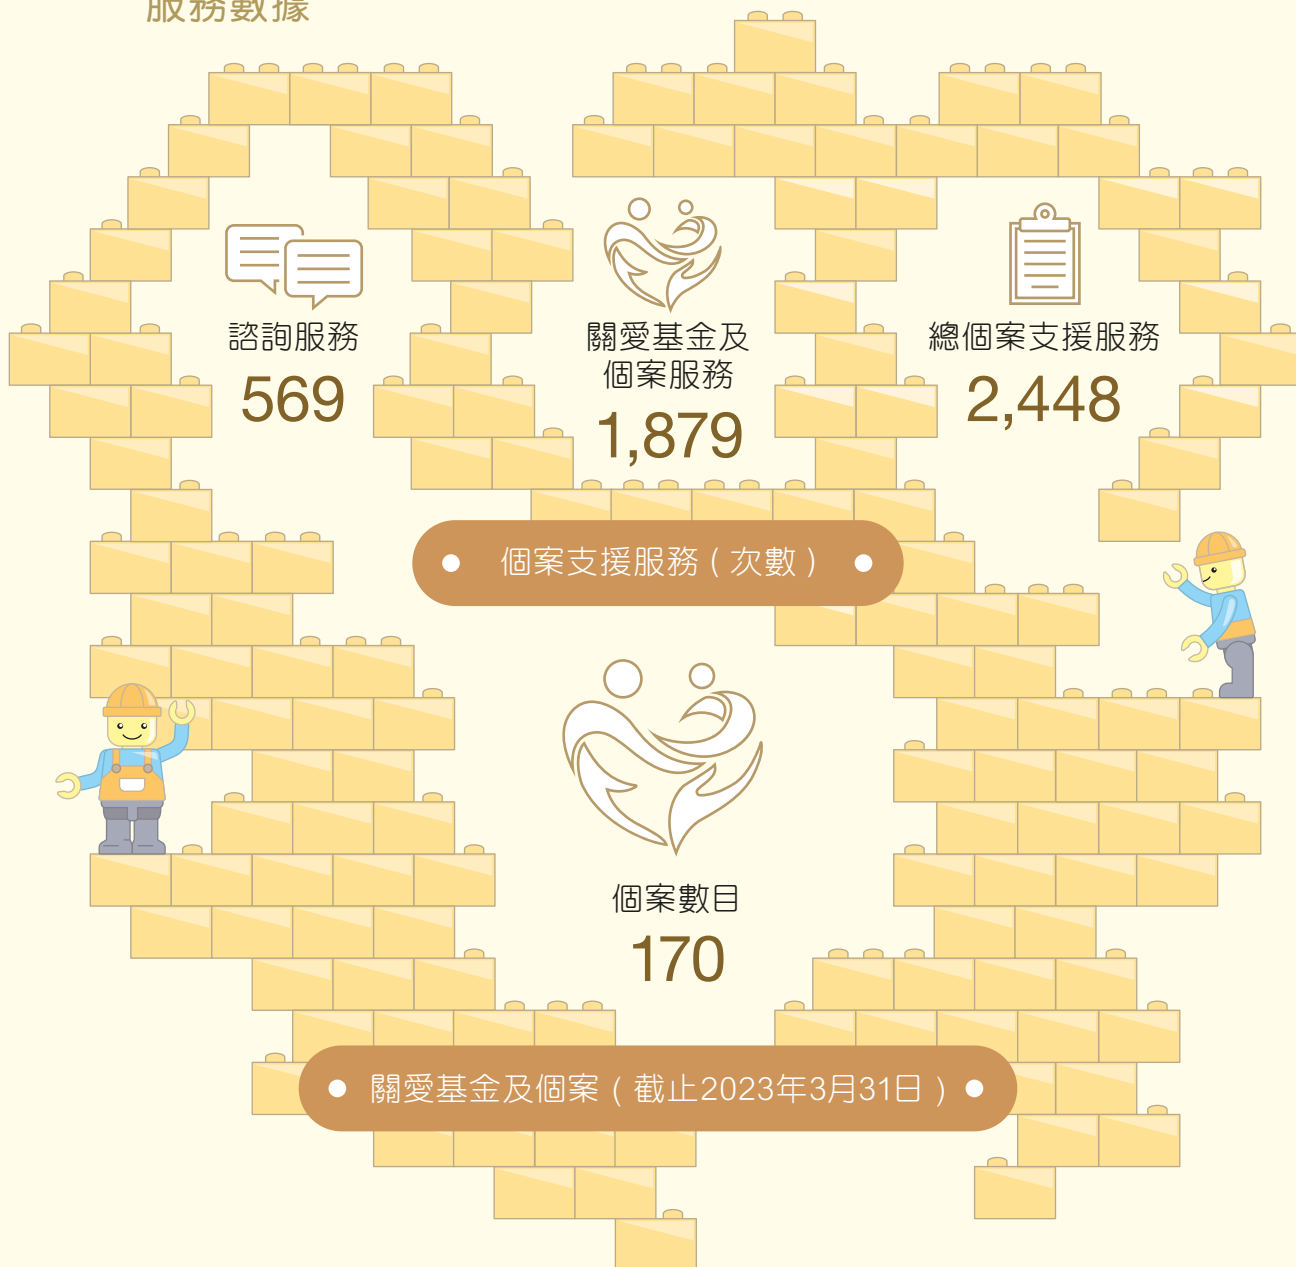 服務數據
諮詢服務
569
關愛基金及
個案服務
1,879
總個案支援服務
2,448
個案支援服務（次數）
個案數目
170
關愛基金及個案（截止2023年3月31日）